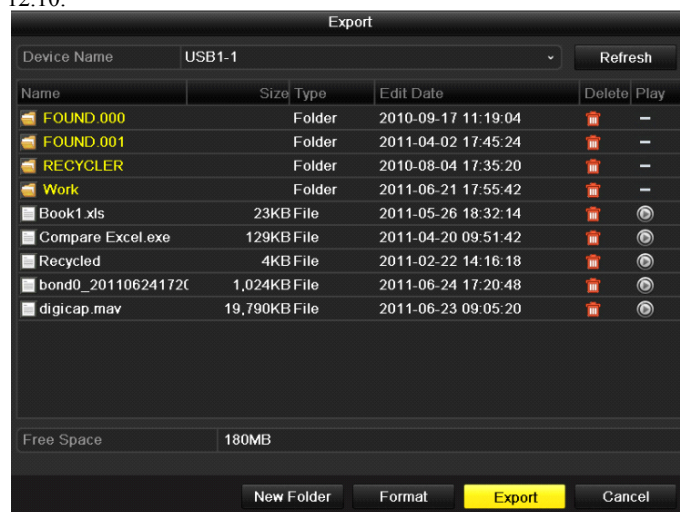 12.10.
Export
Device Name USB1-1 Refresh
Name Size Type Edit Date Delete Play
FOUND.000 Folder 2010-09-17 11:19:04 –
FOUND.001 Folder 2011-04-02 17:45:24 –
RECYCLER Folder 2010-08-04 17:35:20 –
Work Folder 2011-06-21 17:55:42 –
Book1.xls 23KB File 2011-05-26 18:32:14
Compare Excel.exe 129KB File 2011-04-20 09:51:42
Recycled 4KB File 2011-02-22 14:16:18
bond0_201106241720 1,024KB File 2011-06-24 17:20:48
digicap.mav 19,790KB File 2011-06-23 09:05:20
Free Space 180MB
New Folder Format Export Cancel